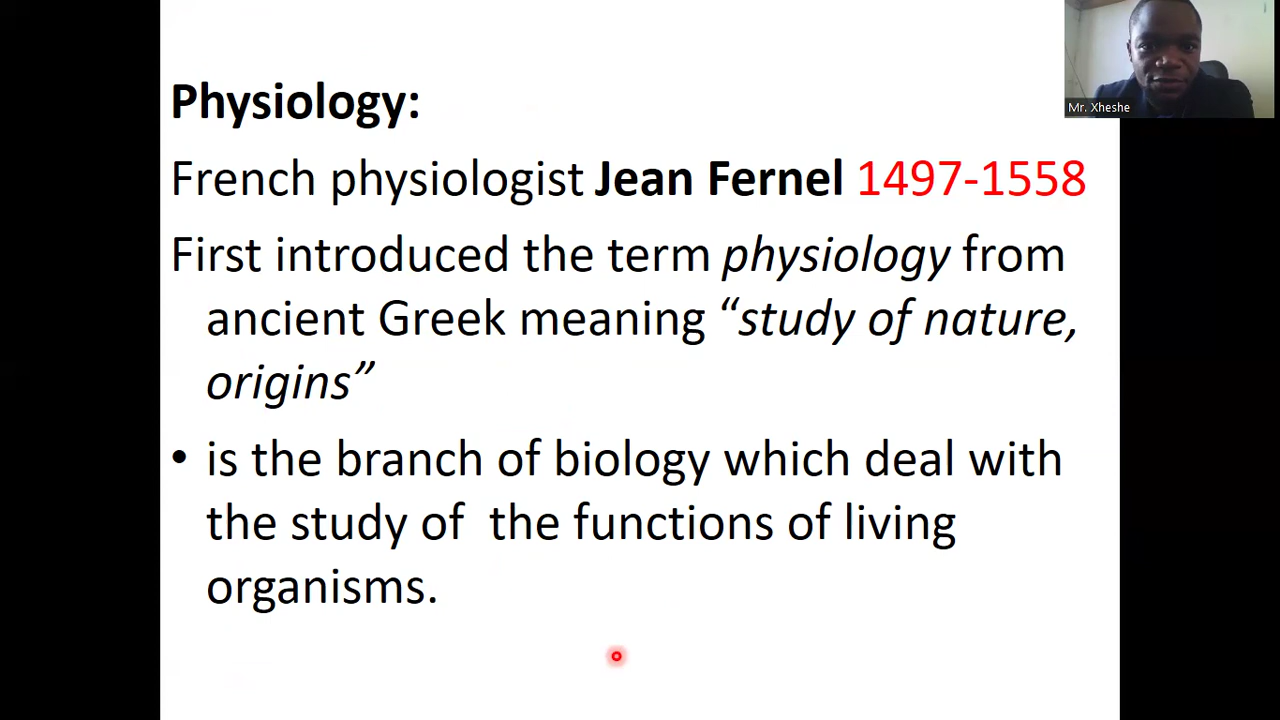 Mr. Xheshe
Physiology:
French physiologist Jean Fernel 1497-1558
First introduced the term physiology from
ancient Greek meaning “study of nature,
origins”
• is the branch of biology which deal with
the study of the functions of living
organisms.